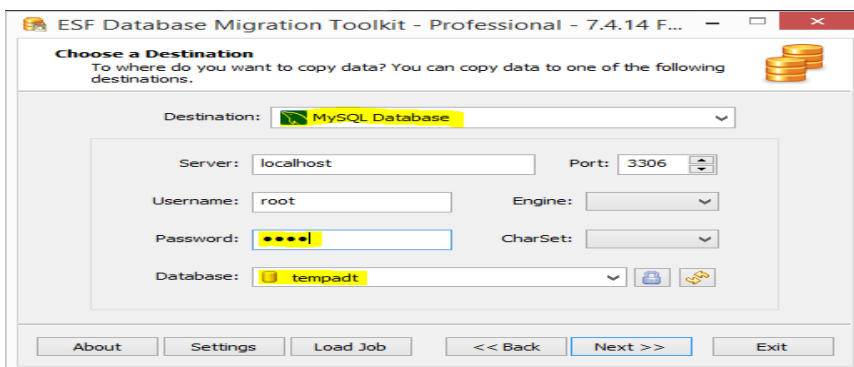 ESF Database Migration Toolkit - Professional - 7.4.14 F...
Choose a Destination
To where do you want to copy data? You can copy data to one of the following
destinations.
Destination: MySQL Database
Server: localhost Port: 3306
Username: root Engine:
Password: ●●●●
CharSet:
Database: tempadt
About Settings Load Job << Back Next >> Exit